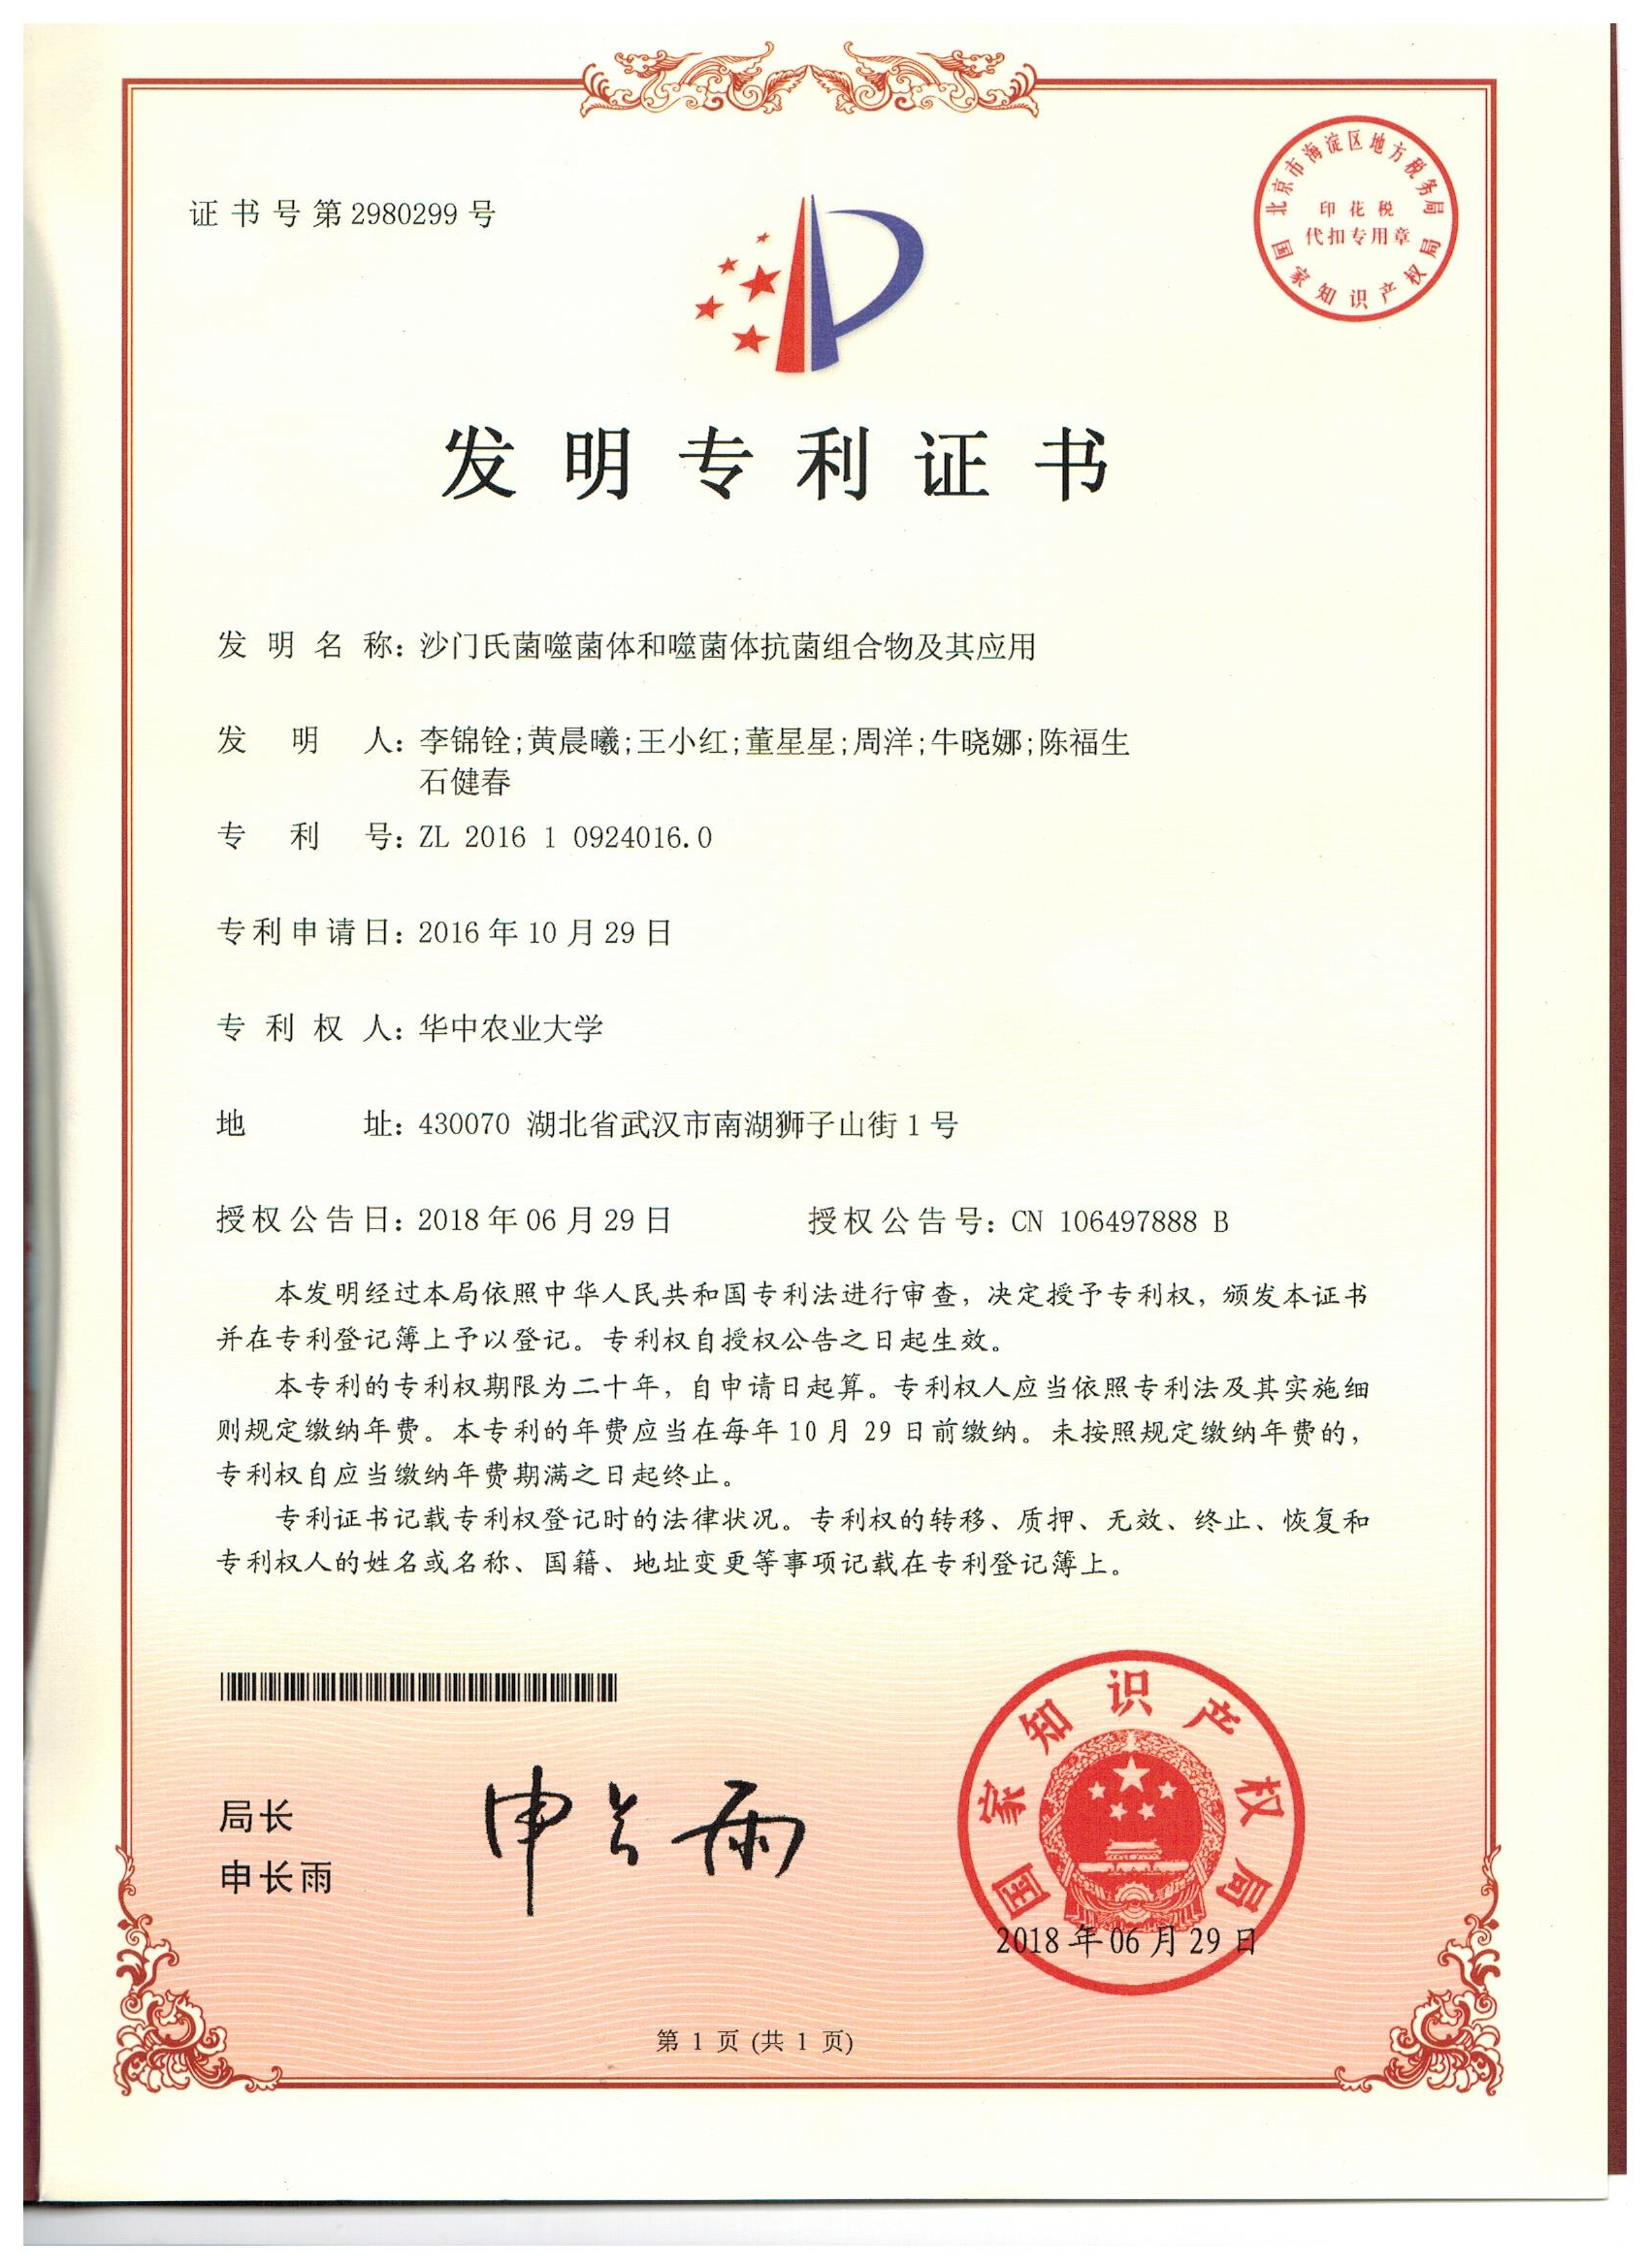 证书号第2980299号
北京市海淀区地方税务局
印花税
代扣专用章
国家知识产权局
发明专利证书
发明名称：沙门氏菌噬菌体和噬菌体抗菌组合物及其应用
发明人：李锦铨;黄晨曦;王小红;董星星;周洋;牛晓娜;陈福生
石健春
专利号：ZL 2016 1 0924016.0
专利申请日：2016年10月29日
专利权人：华中农业大学
地址：430070 湖北省武汉市南湖狮子山街1号
授权公告日：2018年06月29日 授权公告号：CN 106497888 B
本发明经过本局依照中华人民共和国专利法进行审查，决定授予专利权，颁发本证书
并在专利登记簿上予以登记。专利权自授权公告之日起生效。
本专利的专利权期限为二十年，自申请日起算。专利权人应当依照专利法及其实施细
则规定缴纳年费。本专利的年费应当在每年10月29日前缴纳。未按照规定缴纳年费的，
专利权自应当缴纳年费期满之日起终止。
专利证书记载专利权登记时的法律状况。专利权的转移、质押、无效、终止、恢复和
专利权人的姓名或名称、国籍、地址变更等事项记载在专利登记簿上。
局长
申长雨
申长雨
国家知识产权局
2018年06月29日
第 1 页 (共 1 页)